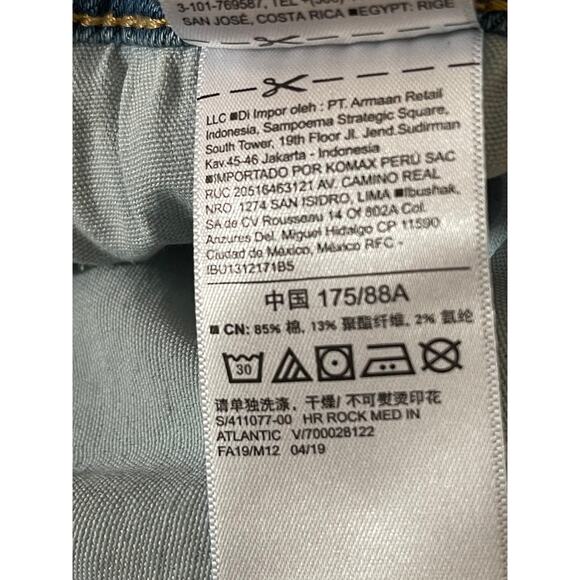 3-101-769587, TEL
SAN JOSÉ, COSTA RICA ■EGYPT: RIGE
LLC ■Di Impor oleh : PT. Armaan Retail
Indonesia, Sampoerna Strategic Square,
South Tower, 19th Floor Jl. Jend.Sudirman
Kav.45-46 Jakarta - Indonesia
■IMPORTADO POR KOMAX PERÚ SAC
RUC 20516463121 AV. CAMINO REAL
NRO. 1274 SAN ISIDRO, LIMA ■Ibushak,
SA de CV Rousseau 14 Of 802A Col.
Anzures Del. Miguel Hidalgo CP 11590
Ciudad de México, México RFC -
IBU1312171B5
中国 175/88A
■ CN: 85% 棉, 13% 聚酯纤维, 2% 氨纶
30
请单独洗涤, 干燥/ 不可熨烫印花
S/411077-00 HR ROCK MED IN
ATLANTIC V/700028122
FA19/M12 04/19